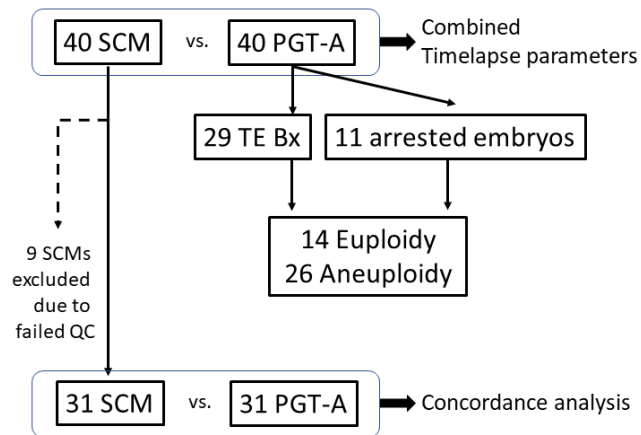 40 SCM vs. 40 PGT-A
Combined
Timelapse parameters
29 TE Bx
11 arrested embryos
14 Euploidy
26 Aneuploidy
9 SCMs
excluded
due to
failed QC
31 SCM vs. 31 PGT-A
Concordance analysis